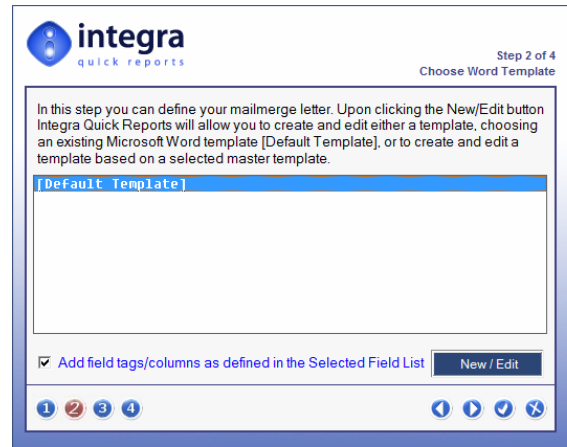 integra
quick reports
Step 2 of 4
Choose Word Template
In this step you can define your mailmerge letter. Upon clicking the New/Edit button
Integra Quick Reports will allow you to create and edit either a template, choosing
an existing Microsoft Word template [Default Template], or to create and edit a
template based on a selected master template.
[Default Template]
Add field tags/columns as defined in the Selected Field List
New / Edit
1 2 3 4